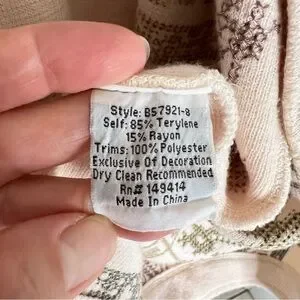 Style: B57921-8
Self: 85% Terylene
15% Rayon
Trims: 100% Polyester
Exclusive Of Decoration
Dry Clean Recommended
Rn# 149414
Made In China